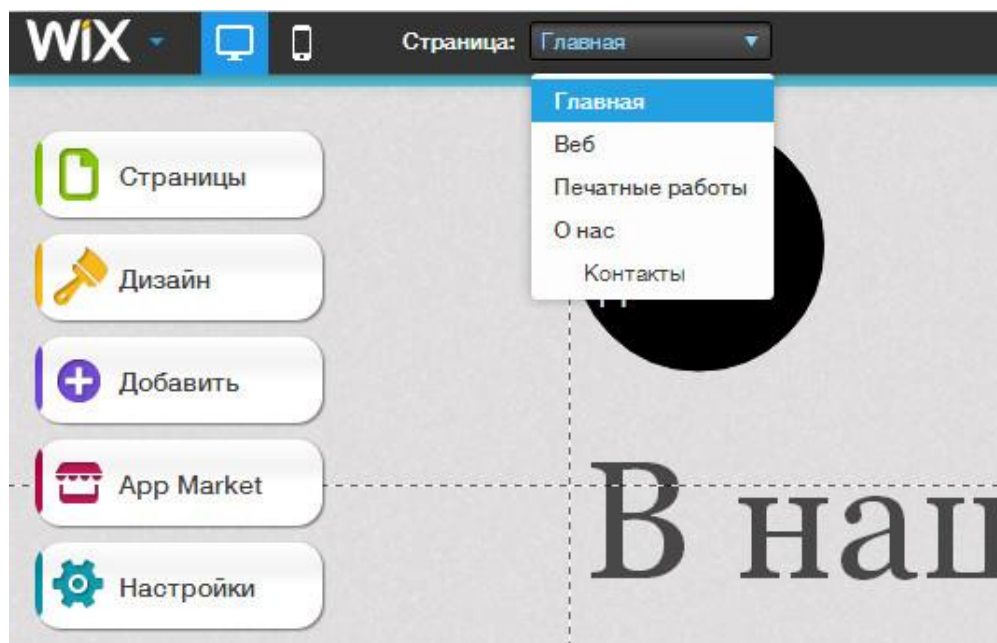 WiX
Страница: Главная
Главная
Веб
Печатные работы
О нас
Контакты
Страницы
Дизайн
Добавить
App Market
Настройки
В наш